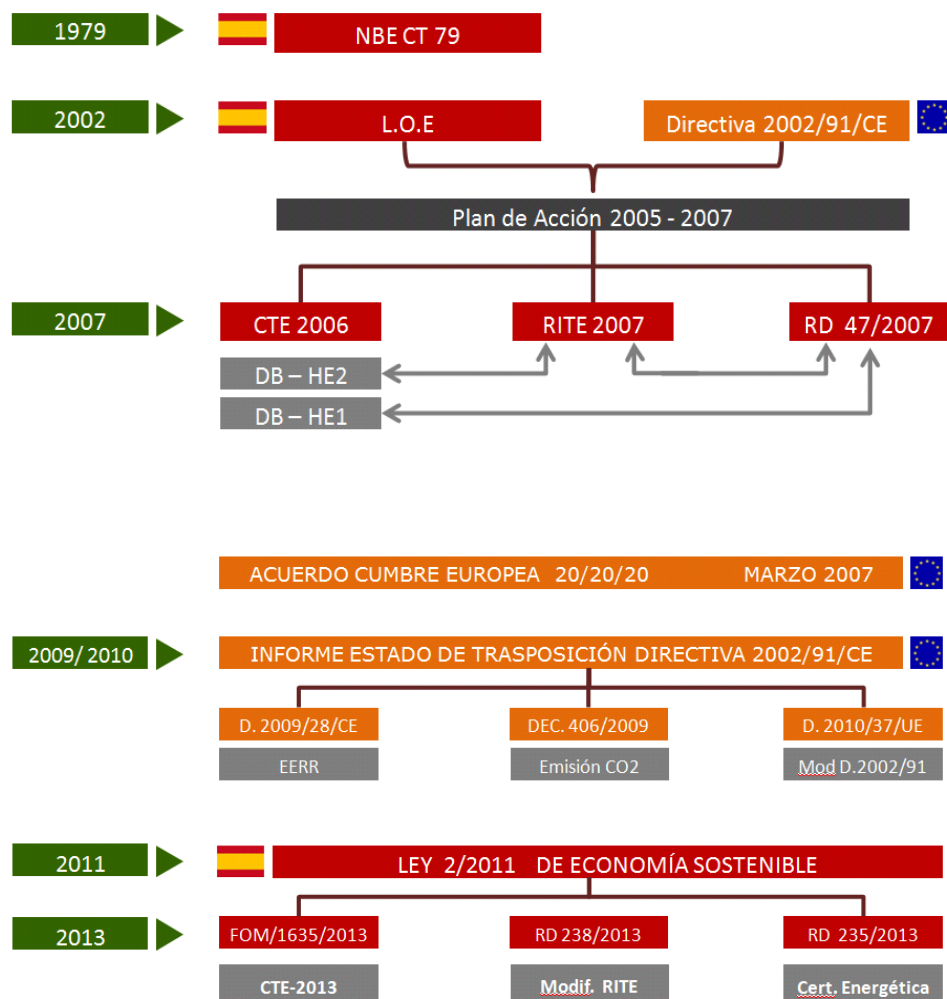 1979
NBE CT 79
2002
L.O.E
Directiva 2002/91/CE
Plan de Acción 2005 - 2007
2007
CTE 2006
RITE 2007
RD 47/2007
DB – HE2
DB – HE1
ACUERDO CUMBRE EUROPEA 20/20/20 MARZO 2007
2009/ 2010
INFORME ESTADO DE TRASPOSICIÓN DIRECTIVA 2002/91/CE
D. 2009/28/CE
DEC. 406/2009
D. 2010/37/UE
EERR
Emisión CO2
Mod D.2002/91
2011
LEY 2/2011 DE ECONOMÍA SOSTENIBLE
2013
FOM/1635/2013
RD 238/2013
RD 235/2013
CTE-2013
Modif. RITE
Cert. Energética